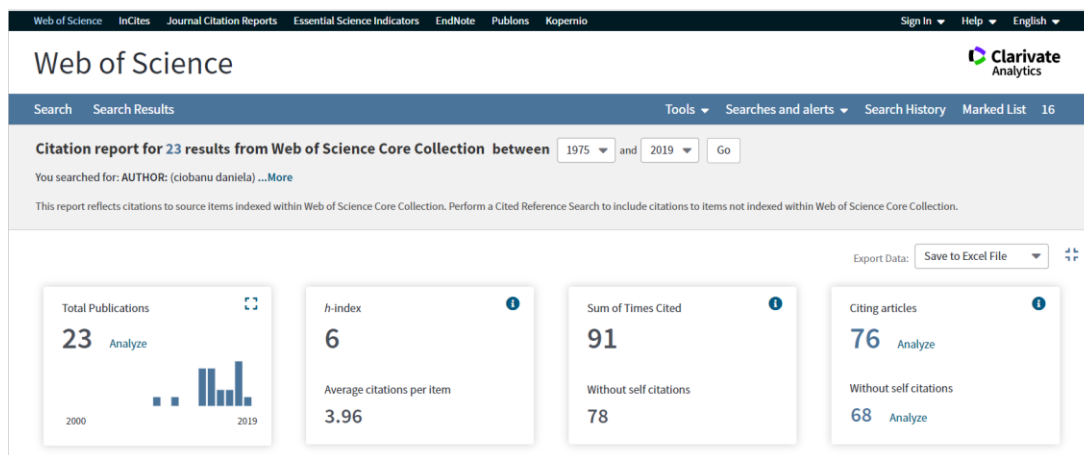 Web of Science InCites Journal Citation Reports Essential Science Indicators EndNote Publons Kopernio Sign In Help English
Web of Science
Clarivate
Analytics
Search Search Results Tools Searches and alerts Search History Marked List 16
Citation report for 23 results from Web of Science Core Collection between 1975 and 2019 Go
You searched for: AUTHOR: (ciobanu daniela) ...More
This report reflects citations to source items indexed within Web of Science Core Collection. Perform a Cited Reference Search to include citations to items not indexed within Web of Science Core Collection.
Export Data: Save to Excel File
Total Publications
23 Analyze
2000 2019
h-index
6
Average citations per item
3.96
Sum of Times Cited
91
Without self citations
78
Citing articles
76 Analyze
Without self citations
68 Analyze